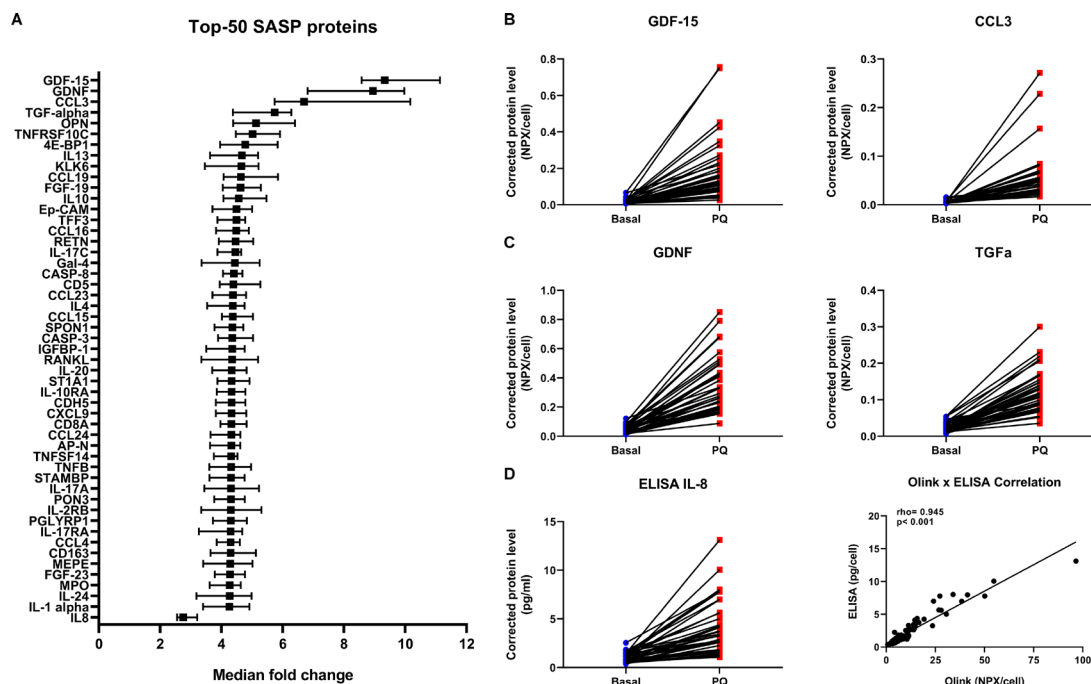 A
Top-50 SASP proteins
GDF-15
GDNF
CCL3
TGF-alpha
OPN
TNFRSF10C
4E-BP1
IL13
KLK6
CCL19
FGF-19
IL10
Ep-CAM
TFF3
CCL16
RETN
IL-17C
Gal-4
CASP-8
CD5
CCL23
IL4
CCL15
SPON1
CASP-3
IGFBP-1
RANKL
IL-20
ST1A1
IL-10RA
CDH5
CXCL9
CD8A
CCL24
AP-N
TNFSF14
TNFB
STAMBP
IL-17A
PON3
IL-2RB
PGLYRP1
IL-17RA
CCL4
CD163
MEPE
FGF-23
MPO
IL-24
IL-1 alpha
IL8
0 2 4 6 8 10 12
Median fold change
B
GDF-15
Corrected protein level
(NPX/cell)
0.8
0.6
0.4
0.2
0.0
Basal PQ
CCL3
Corrected protein level
(NPX/cell)
0.3
0.2
0.1
0.0
Basal PQ
C
GDNF
Corrected protein level
(NPX/cell)
1.0
0.8
0.6
0.4
0.2
0.0
Basal PQ
TGFa
Corrected protein level
(NPX/cell)
0.4
0.3
0.2
0.1
0.0
Basal PQ
D
ELISA IL-8
Corrected protein level
(pg/ml)
15
10
5
0
Basal PQ
Olink x ELISA Correlation
rho= 0.945
p< 0.001
ELISA (pg/cell)
20
15
10
5
0
0 25 50 75 100
Olink (NPX/cell)